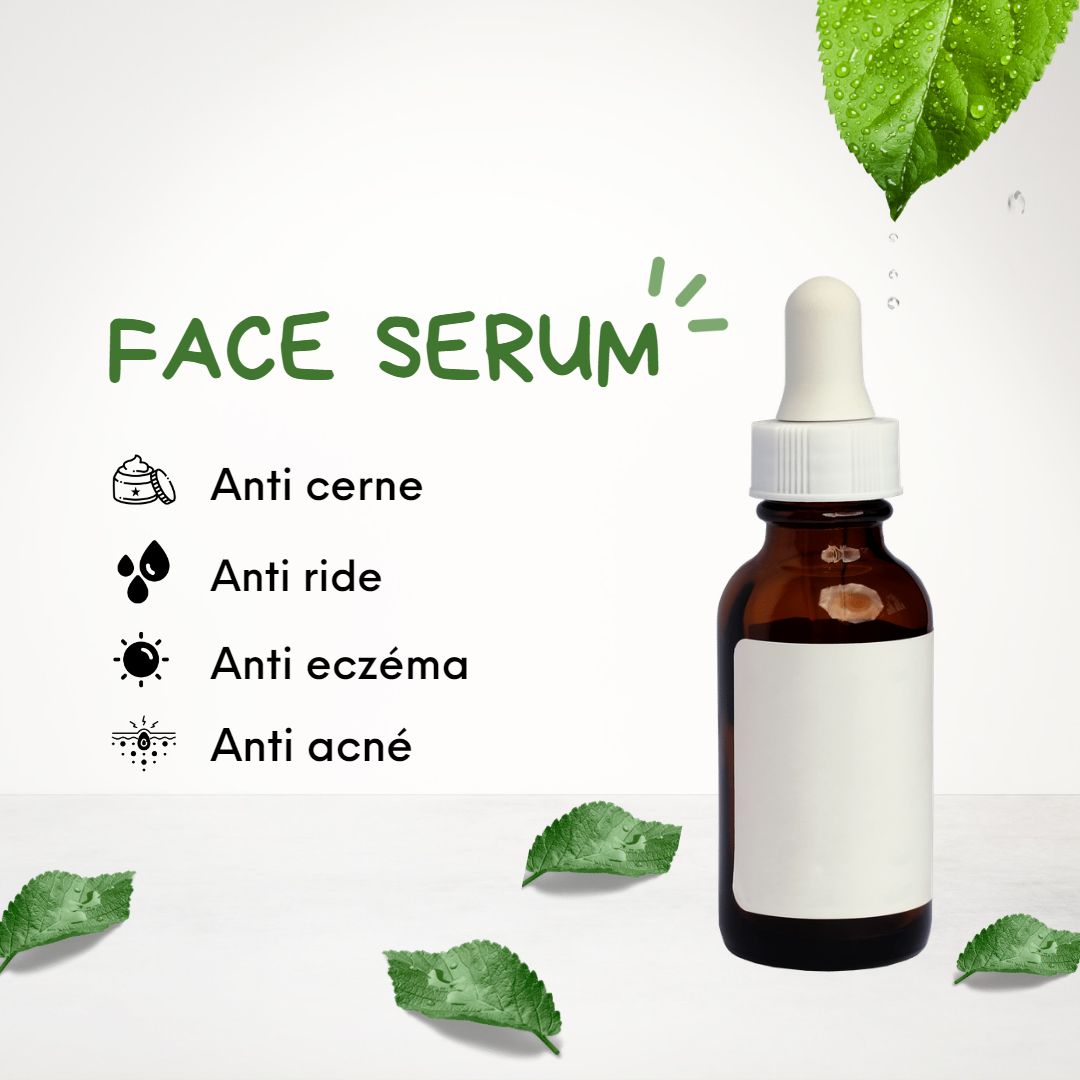 FACE SERUM
Anti cerne
Anti ride
Anti eczéma
Anti acné